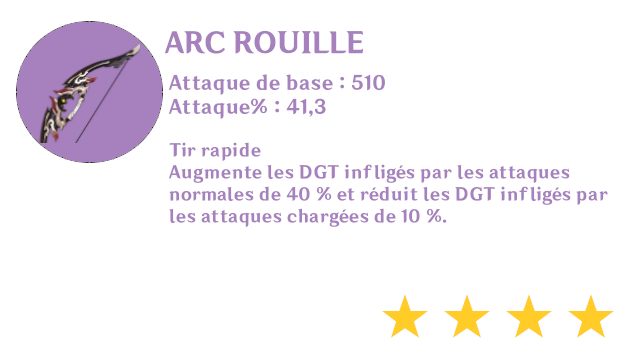 ARC ROUILLE
Attaque de base : 510
Attaque% : 41,3
Tir rapide
Augmente les DGT infligés par les attaques
normales de 40 % et réduit les DGT infligés par
les attaques chargées de 10 %.